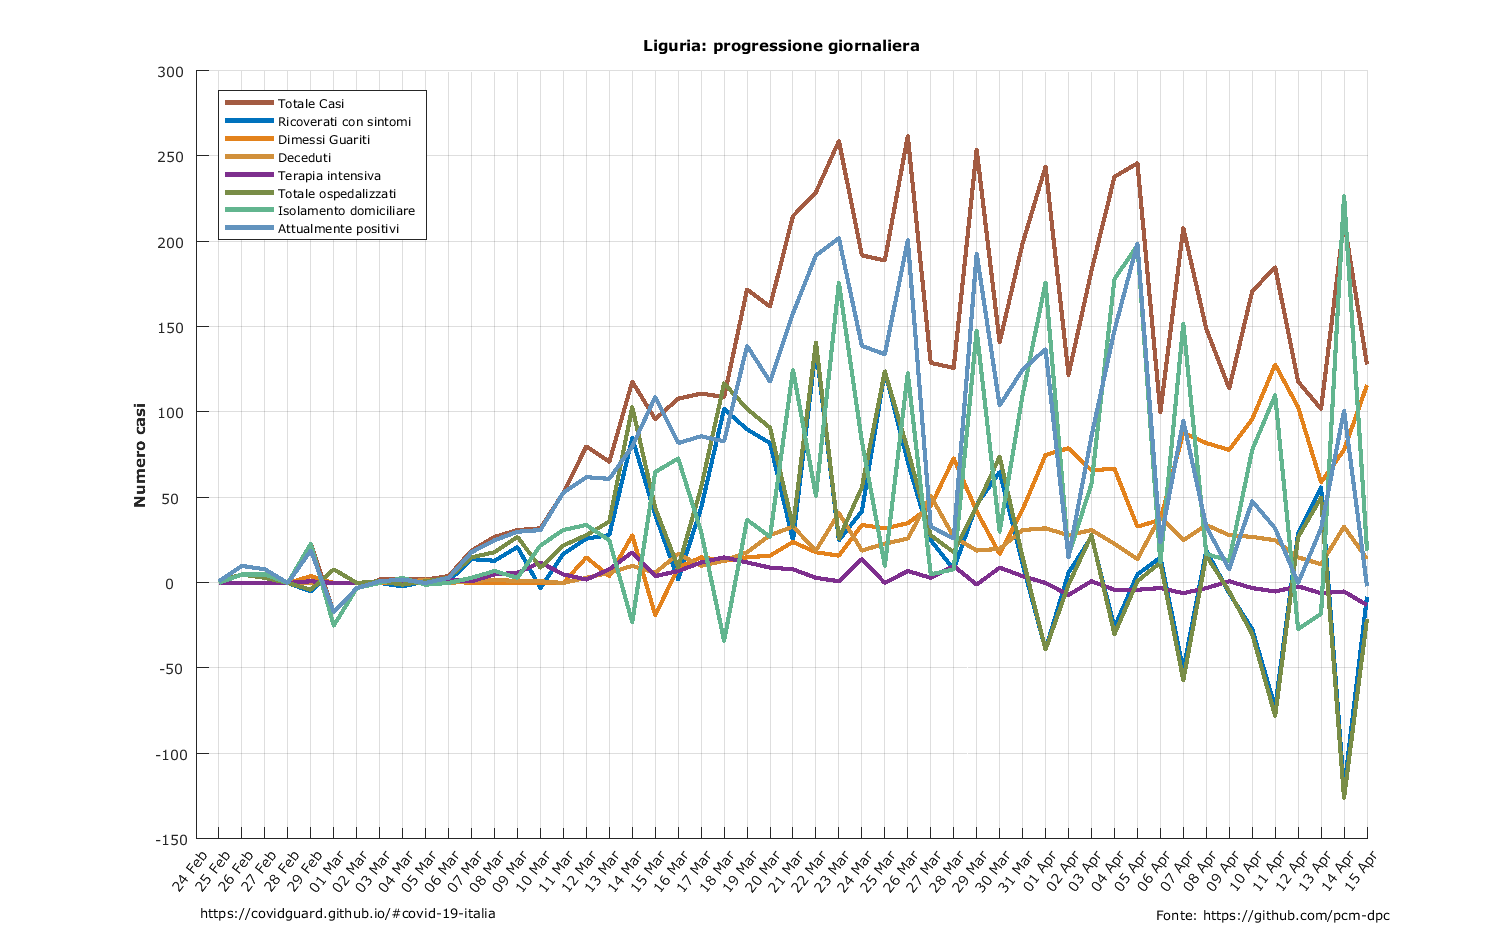 Liguria: progressione giornaliera
300
250
200
150
100
50
0
-50
-100
-150
Numero casi
Totale Casi
Ricoverati con sintomi
Dimessi Guariti
Deceduti
Terapia intensiva
Totale ospedalizzati
Isolamento domiciliare
Attualmente positivi
24 Feb
25 Feb
26 Feb
27 Feb
28 Feb
29 Feb
01 Mar
02 Mar
03 Mar
04 Mar
05 Mar
06 Mar
07 Mar
08 Mar
09 Mar
10 Mar
11 Mar
12 Mar
13 Mar
14 Mar
15 Mar
16 Mar
17 Mar
18 Mar
19 Mar
20 Mar
21 Mar
22 Mar
23 Mar
24 Mar
25 Mar
26 Mar
27 Mar
28 Mar
29 Mar
30 Mar
31 Mar
01 Apr
02 Apr
03 Apr
04 Apr
05 Apr
06 Apr
07 Apr
08 Apr
09 Apr
10 Apr
11 Apr
12 Apr
13 Apr
14 Apr
15 Apr
https://covidguard.github.io/#covid-19-italia
Fonte: https://github.com/pcm-dpc